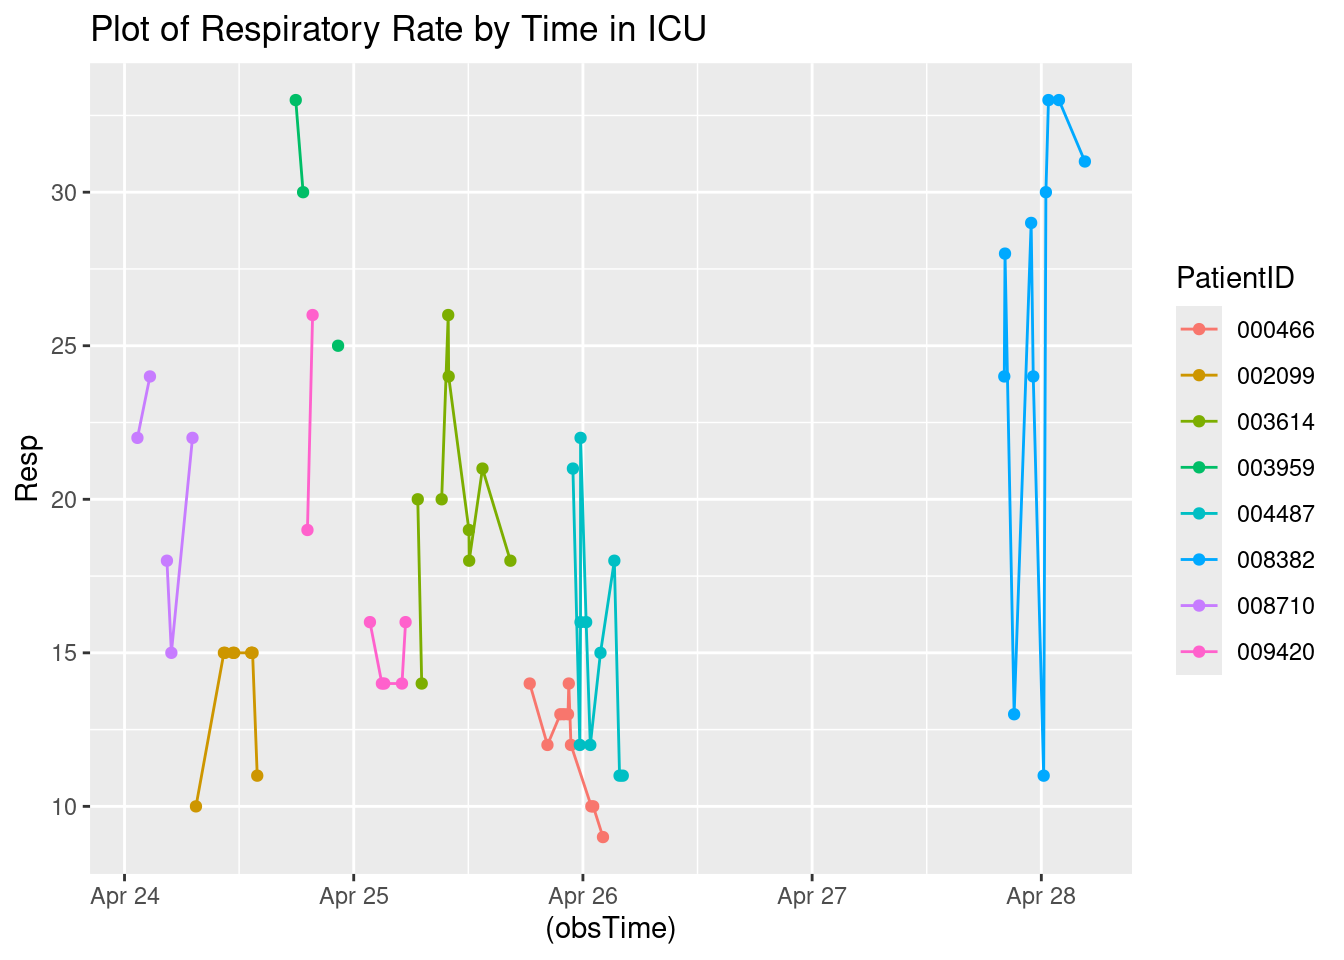 Plot of Respiratory Rate by Time in ICU
Resp
30
25
20
15
10
Apr 24
Apr 25
Apr 26
Apr 27
Apr 28
(obsTime)
PatientID
000466
002099
003614
003959
004487
008382
008710
009420